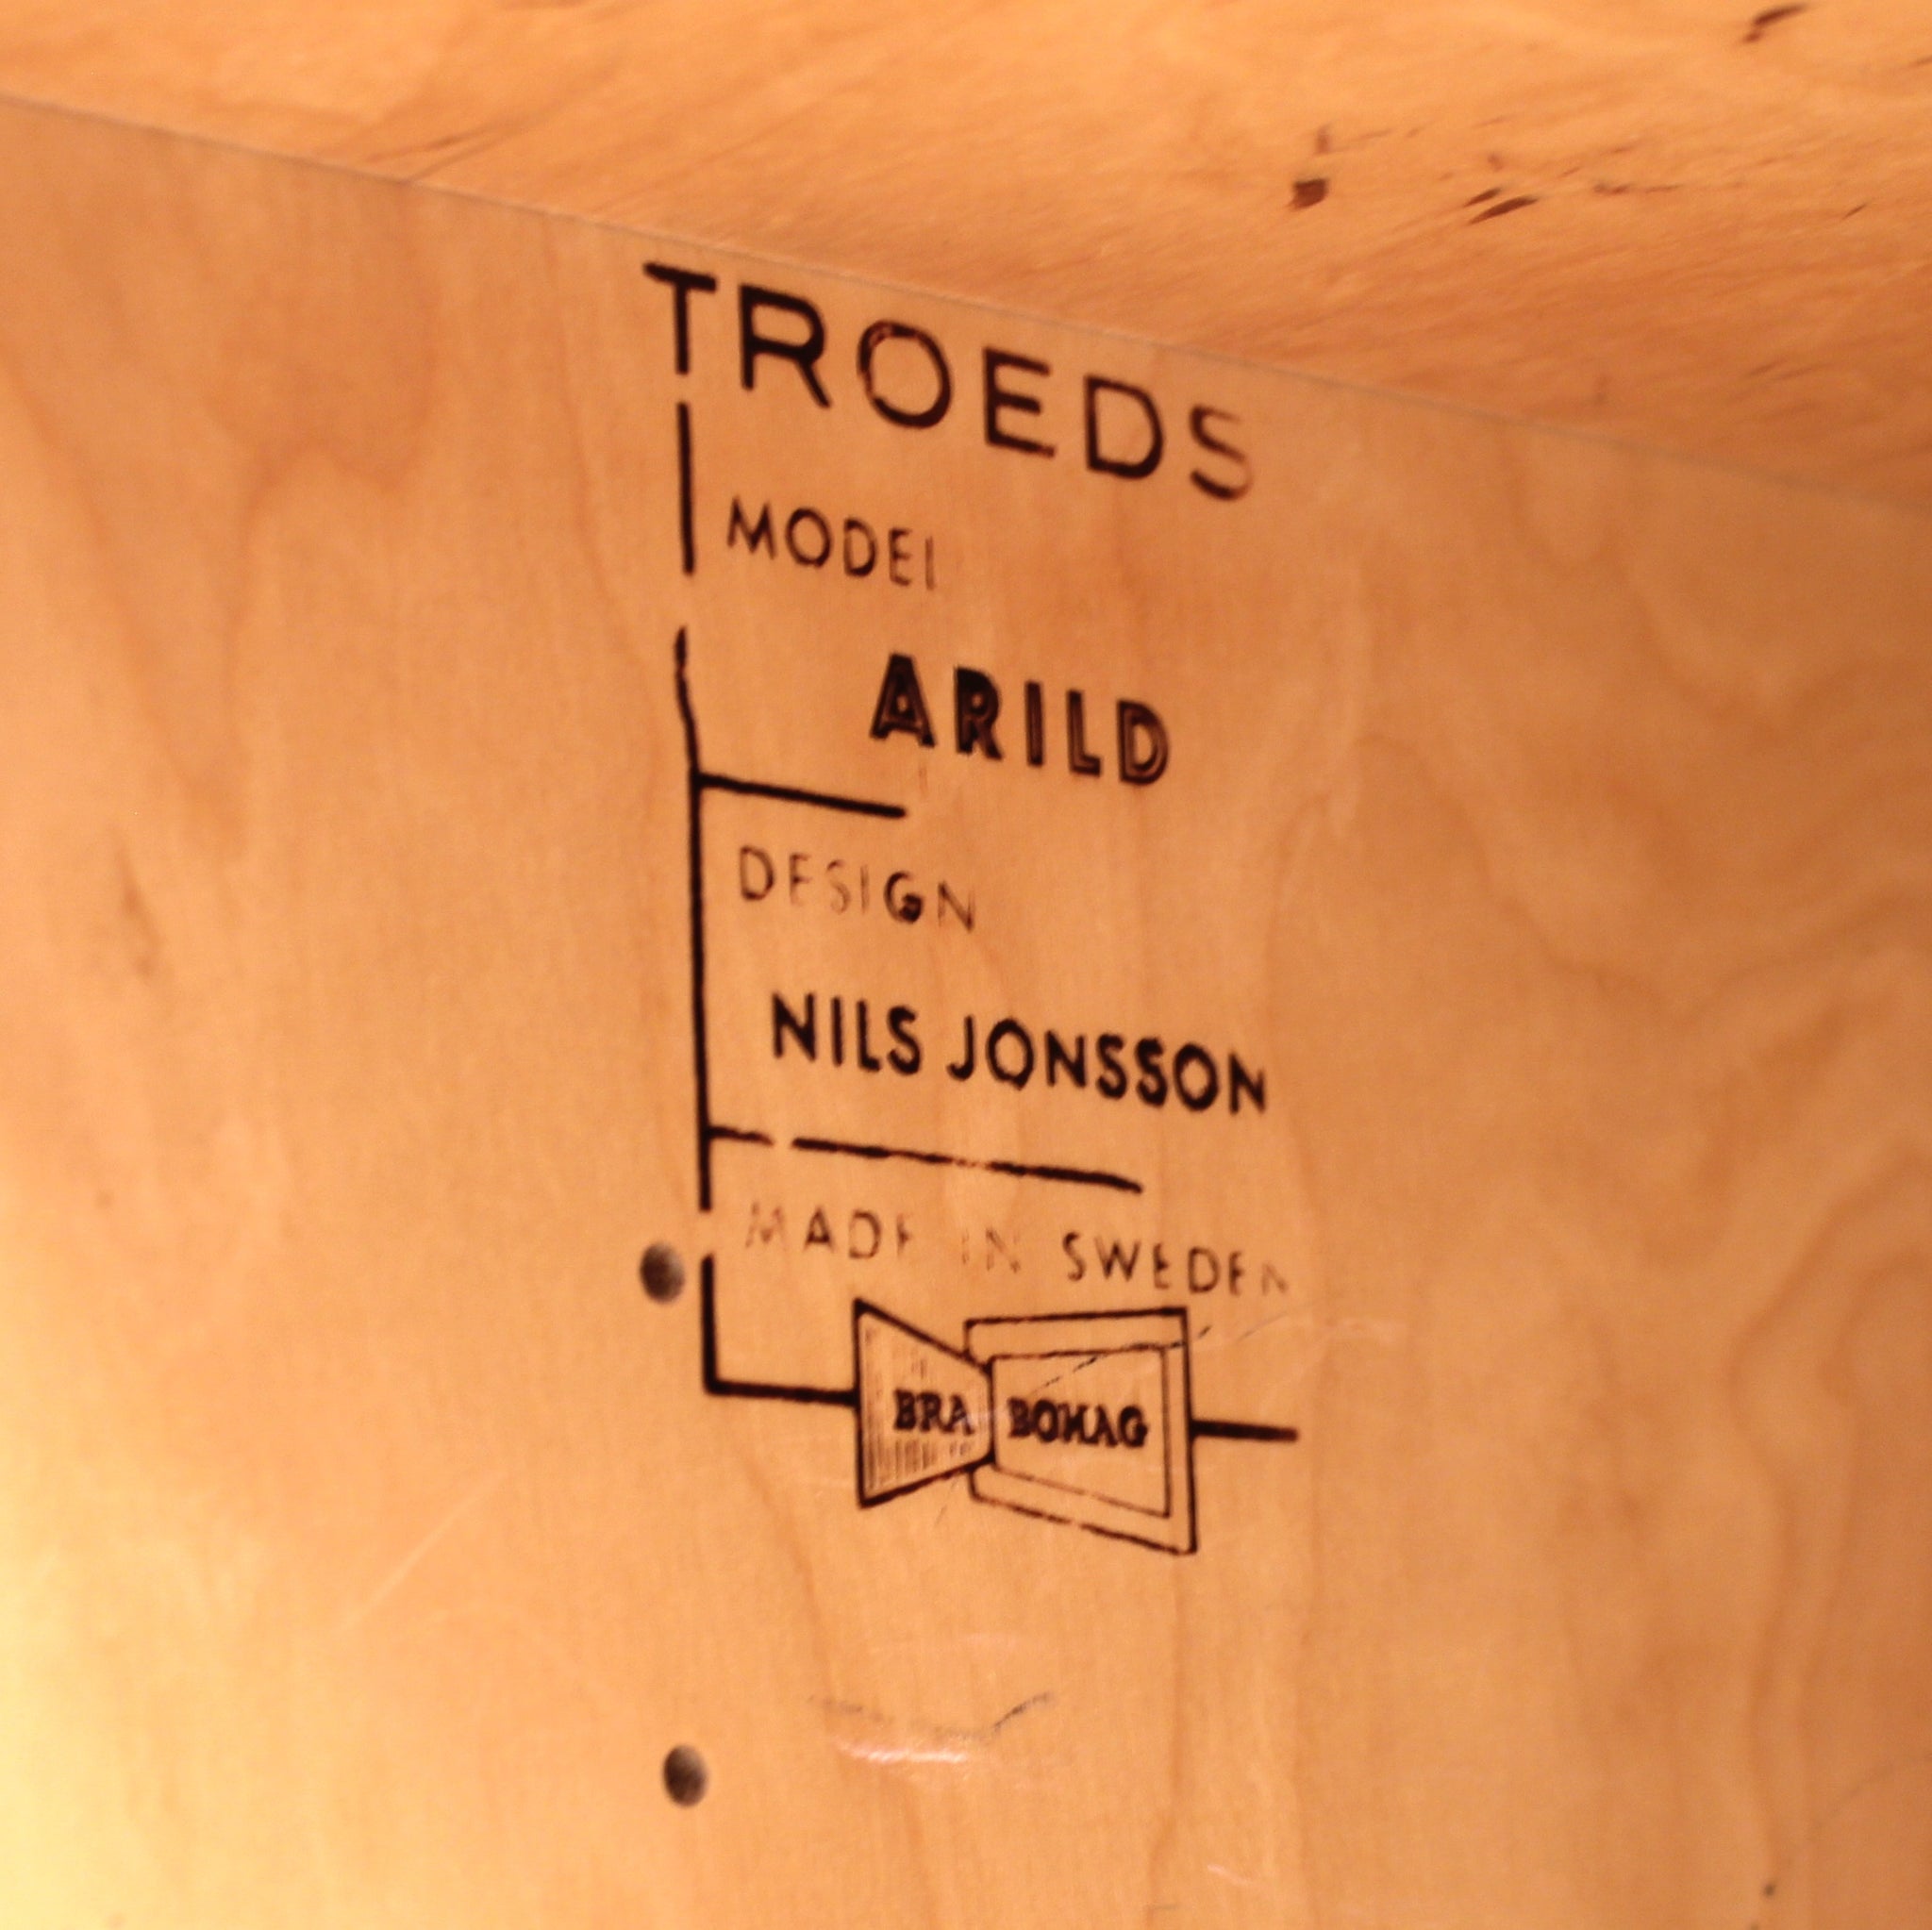 TROEDS
MODEL
ARILD
DESIGN
NILS JONSSON
MADE IN SWEDEN
BRA BOHAG